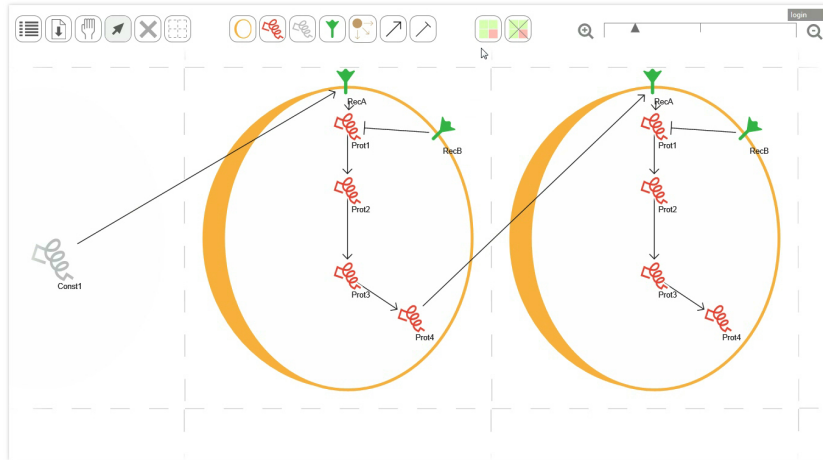 login
RecA
RecA
Prot1
Prot1
RecB
RecB
Prot2
Prot2
Const1
Prot3
Prot3
Prot4
Prot4